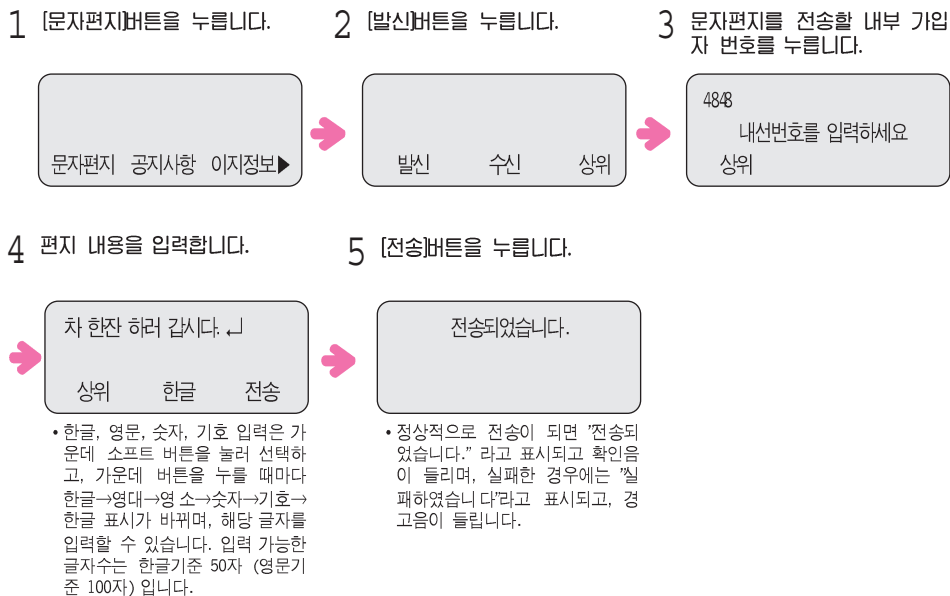 1 [문자편지]버튼을 누릅니다.
2 [발신]버튼을 누릅니다.
3 문자편지를 전송할 내부 가입
자 번호를 누릅니다.
문자편지 공지사항 이지정보▶
발신 수신 상위
4848
내선번호를 입력하세요
상위
4 편지 내용을 입력합니다.
5 [전송]버튼을 누릅니다.
차 한잔 하러 갑시다. ↵
상위 한글 전송
전송되었습니다.
• 한글, 영문, 숫자, 기호 입력은 가
운데 소프트 버튼을 눌러 선택하
고, 가운데 버튼을 누를 때마다
한글→영대→영 소→숫자→기호→
한글 표시가 바뀌며, 해당 글자를
입력할 수 있습니다. 입력 가능한
글자수는 한글기준 50자 (영문기
준 100자) 입니다.
• 정상적으로 전송이 되면 "전송되
었습니다." 라고 표시되고 확인음
이 들리며, 실패한 경우에는 "실
패하였습니다"라고 표시되고, 경
고음이 들립니다.